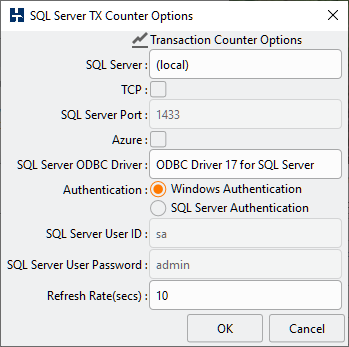 SQL Server TX Counter Options
Transaction Counter Options
SQL Server : (local)
TCP :
SQL Server Port : 1433
Azure :
SQL Server ODBC Driver : ODBC Driver 17 for SQL Server
Authentication : Windows Authentication
SQL Server Authentication
SQL Server User ID : sa
SQL Server User Password : admin
Refresh Rate(secs) : 10
OK Cancel